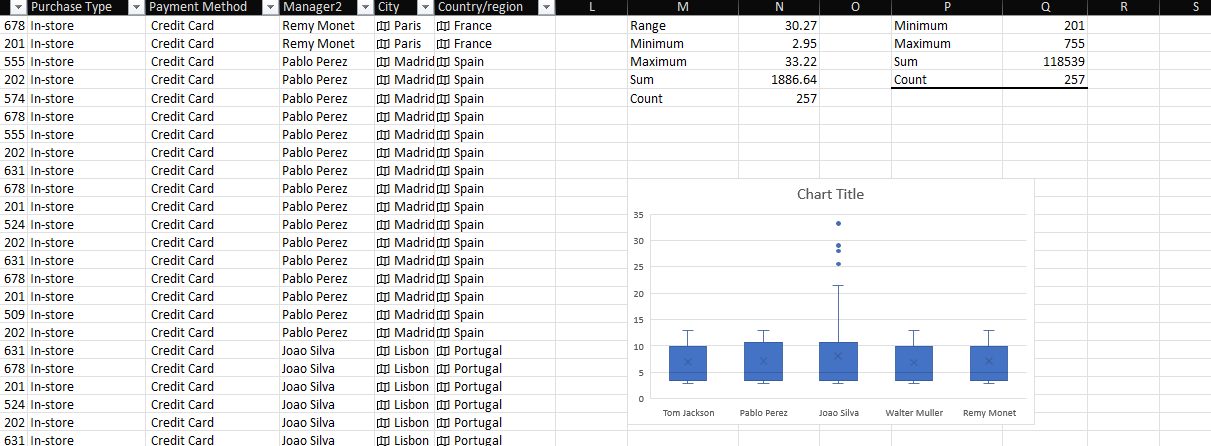 Purchase Type Payment Method Manager2 City Country/region L M N O P Q R S
678 In-store Credit Card Remy Monet Paris France Range 30.27 Minimum 201
201 In-store Credit Card Remy Monet Paris France Minimum 2.95 Maximum 755
555 In-store Credit Card Pablo Perez Madrid Spain Maximum 33.22 Sum 118539
202 In-store Credit Card Pablo Perez Madrid Spain Sum 1886.64 Count 257
574 In-store Credit Card Pablo Perez Madrid Spain Count 257
678 In-store Credit Card Pablo Perez Madrid Spain
555 In-store Credit Card Pablo Perez Madrid Spain
202 In-store Credit Card Pablo Perez Madrid Spain
631 In-store Credit Card Pablo Perez Madrid Spain
678 In-store Credit Card Pablo Perez Madrid Spain
201 In-store Credit Card Pablo Perez Madrid Spain
524 In-store Credit Card Pablo Perez Madrid Spain
202 In-store Credit Card Pablo Perez Madrid Spain
631 In-store Credit Card Pablo Perez Madrid Spain
678 In-store Credit Card Pablo Perez Madrid Spain
201 In-store Credit Card Pablo Perez Madrid Spain
509 In-store Credit Card Pablo Perez Madrid Spain
202 In-store Credit Card Pablo Perez Madrid Spain
631 In-store Credit Card Joao Silva Lisbon Portugal
678 In-store Credit Card Joao Silva Lisbon Portugal
201 In-store Credit Card Joao Silva Lisbon Portugal
524 In-store Credit Card Joao Silva Lisbon Portugal
202 In-store Credit Card Joao Silva Lisbon Portugal
631 In-store Credit Card Joao Silva Lisbon Portugal
Chart Title
35
30
25
20
15
10
5
0
Tom Jackson Pablo Perez Joao Silva Walter Muller Remy Monet